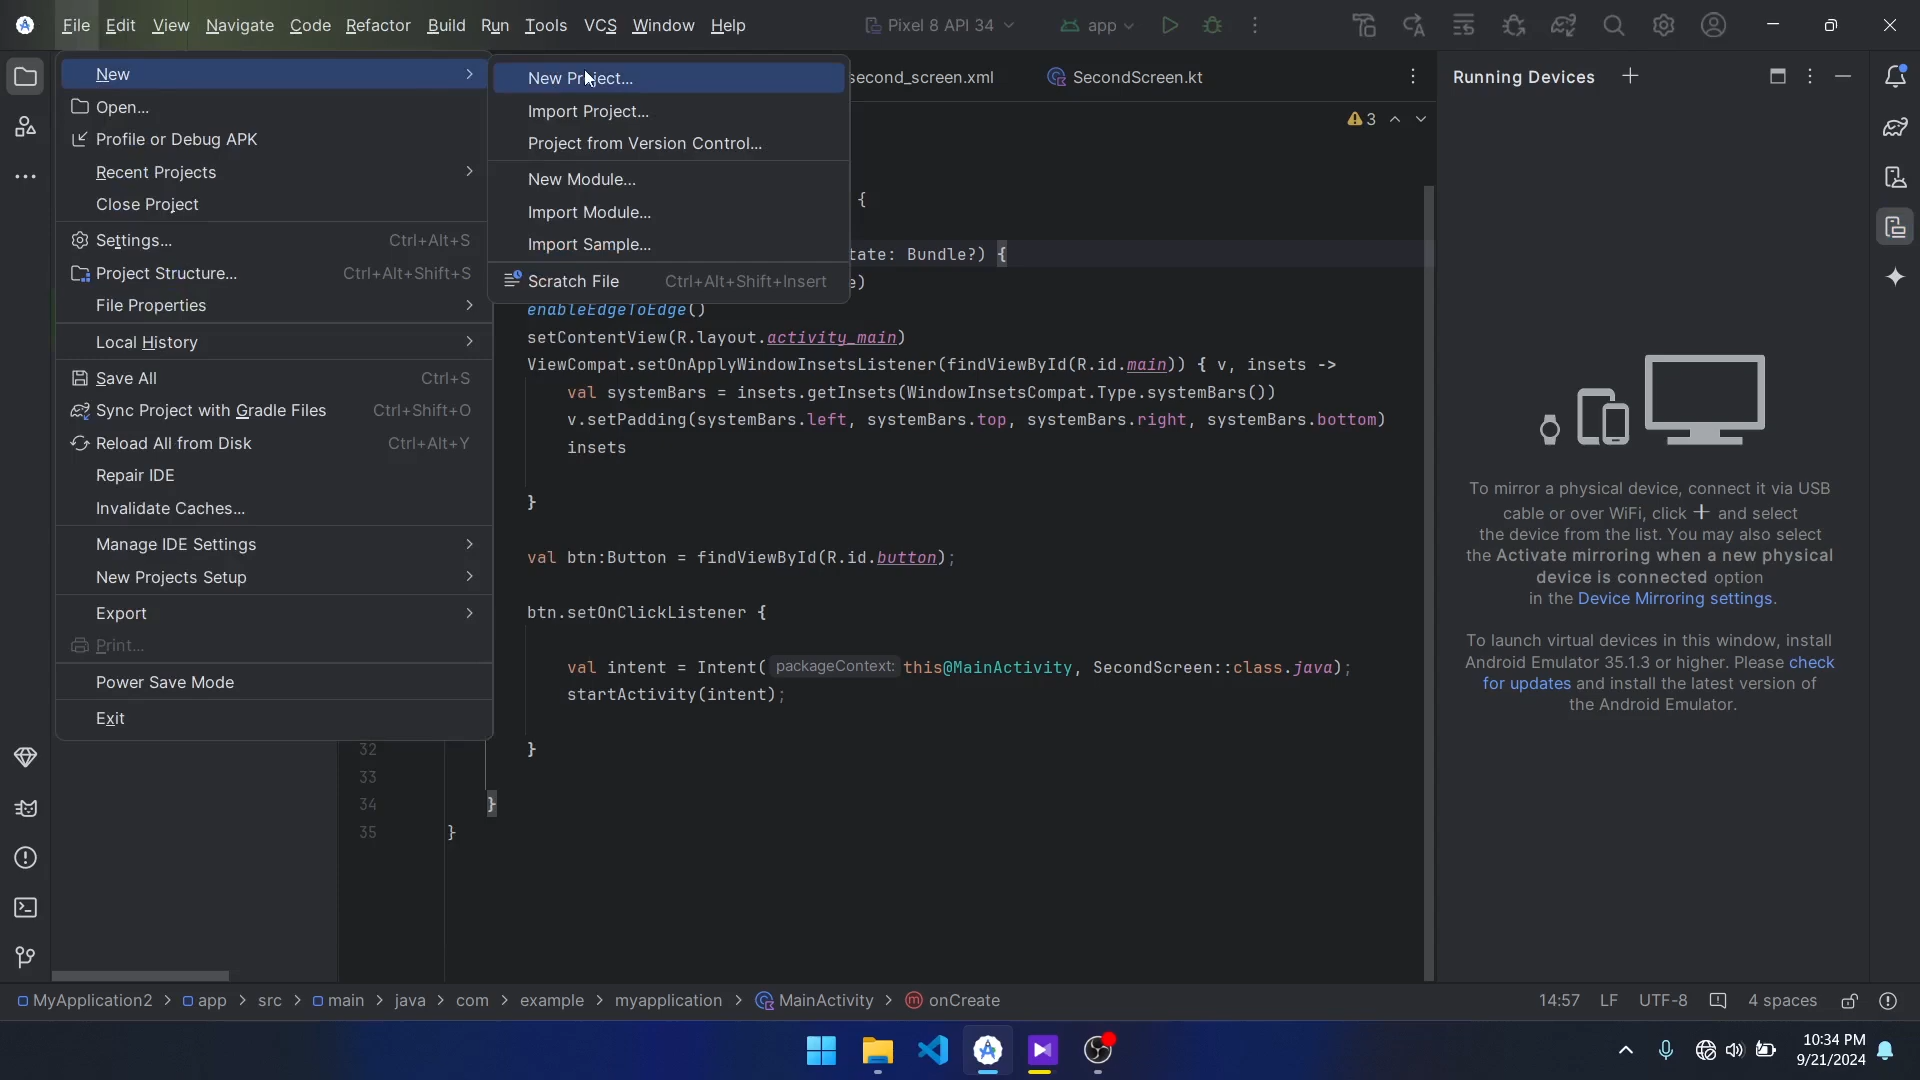 File Edit View Navigate Code Refactor Build Run Tools VCS Window Help
Pixel 8 API 34
app
New
Open...
Profile or Debug APK
Recent Projects
Close Project
Settings... Ctrl+Alt+S
Project Structure... Ctrl+Alt+Shift+S
File Properties
Local History
Save All Ctrl+S
Sync Project with Gradle Files Ctrl+Shift+O
Reload All from Disk Ctrl+Alt+Y
Repair IDE
Invalidate Caches...
Manage IDE Settings
New Projects Setup
Export
Print...
Power Save Mode
Exit
New Project...
Import Project...
Project from Version Control...
New Module...
Import Module...
Import Sample...
Scratch File Ctrl+Alt+Shift+Insert
second_screen.xml
SecondScreen.kt
3
{
tate: Bundle?) {
e)
enableEdgeToEdge()
setContentView(R.layout.activity_main)
ViewCompat.setOnApplyWindowInsetsListener(findViewById(R.id.main)) { v, insets ->
val systemBars = insets.getInsets(WindowInsetsCompat.Type.systemBars())
v.setPadding(systemBars.left, systemBars.top, systemBars.right, systemBars.bottom)
insets
}
val btn:Button = findViewById(R.id.button);
btn.setOnClickListener {
val intent = Intent( packageContext: this@MainActivity, SecondScreen::class.java);
startActivity(intent);
32 }
33
34 }
35 }
Running Devices
To mirror a physical device, connect it via USB
cable or over WiFi, click + and select
the device from the list. You may also select
the Activate mirroring when a new physical
device is connected option
in the Device Mirroring settings.
To launch virtual devices in this window, install
Android Emulator 35.1.3 or higher. Please check
for updates and install the latest version of
the Android Emulator.
MyApplication2 > app > src > main > java > com > example > myapplication > MainActivity > onCreate
14:57 LF UTF-8 4 spaces
10:34 PM
9/21/2024